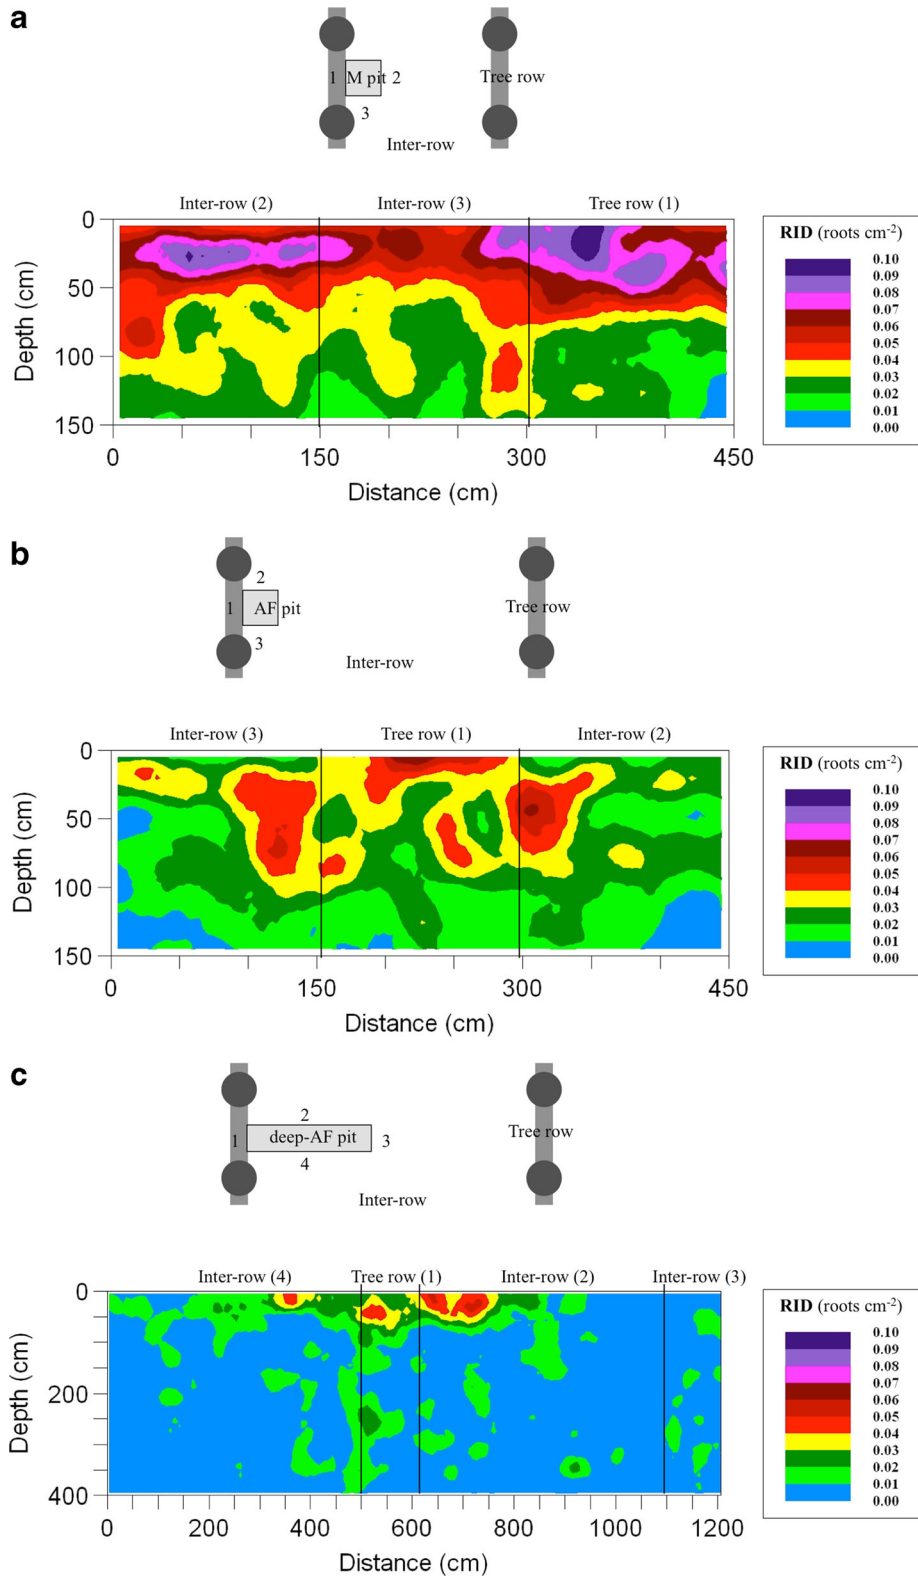 a
1 M pit 2
3
Tree row
Inter-row
Inter-row (2) Inter-row (3) Tree row (1)
0
50
100
150
Depth (cm)
0 150 300 450
Distance (cm)
RID (roots cm-2)
0.10
0.09
0.08
0.07
0.06
0.05
0.04
0.03
0.02
0.01
0.00
b
2
1 AF pit
3
Tree row
Inter-row
Inter-row (3) Tree row (1) Inter-row (2)
0
50
100
150
Depth (cm)
0 150 300 450
Distance (cm)
RID (roots cm-2)
0.10
0.09
0.08
0.07
0.06
0.05
0.04
0.03
0.02
0.01
0.00
c
2
1 deep-AF pit 3
4
Tree row
Inter-row
Inter-row (4) Tree row (1) Inter-row (2) Inter-row (3)
0
200
400
Depth (cm)
0 200 400 600 800 1000 1200
Distance (cm)
RID (roots cm-2)
0.10
0.09
0.08
0.07
0.06
0.05
0.04
0.03
0.02
0.01
0.00